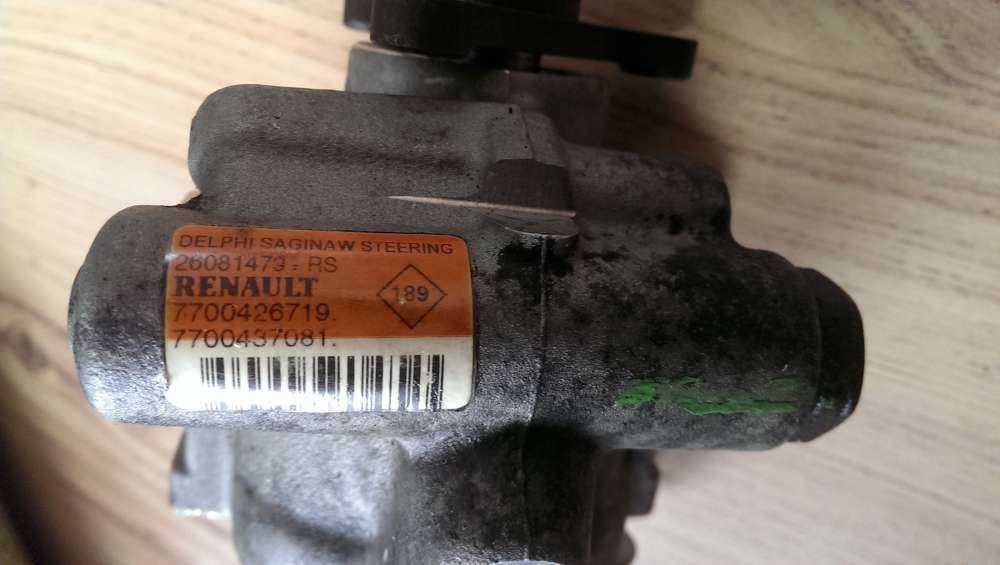 DELPHI SAGINAW STEERING
26081479 - RS
RENAULT
189
7700426719.
7700437081.